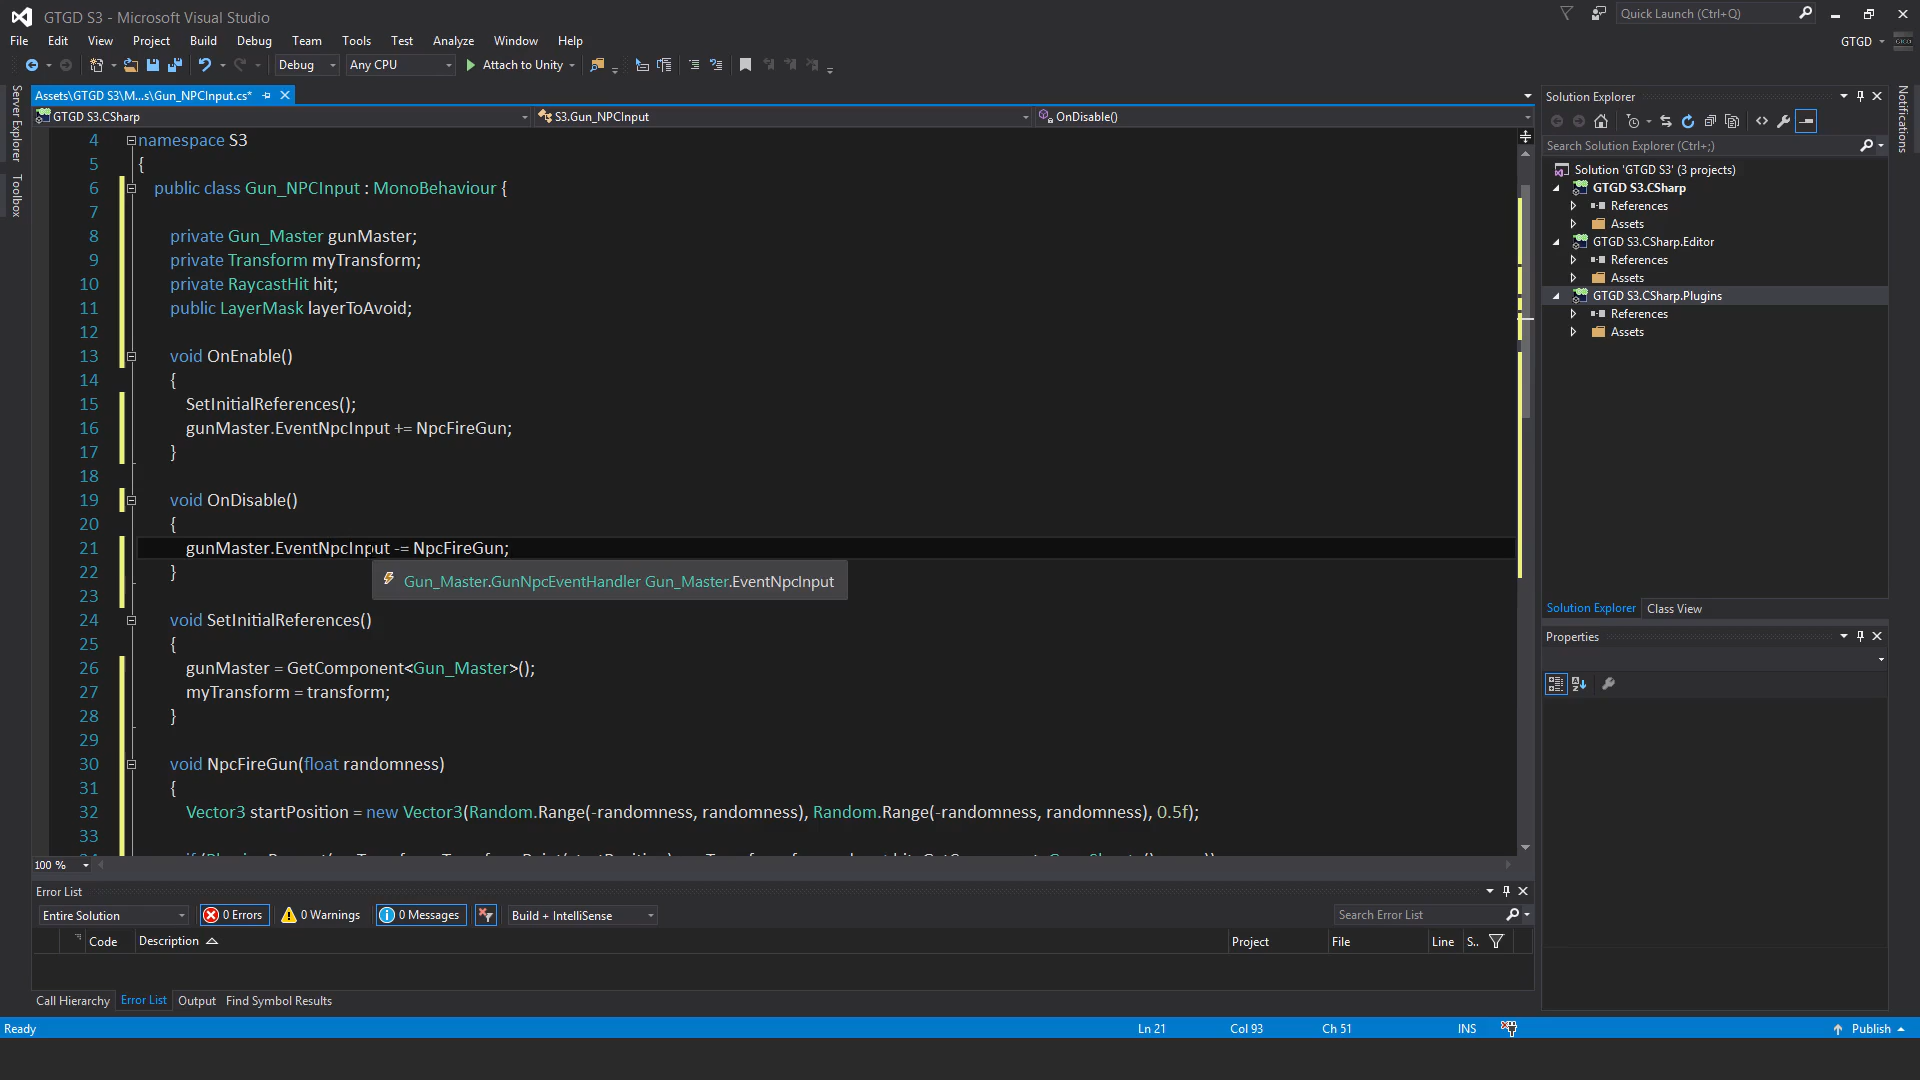 GTGD S3 - Microsoft Visual Studio
Quick Launch (Ctrl+Q)
File Edit View Project Build Debug Team Tools Test Analyze Window Help
GTGD
Debug Any CPU Attach to Unity
Server Explorer
Toolbox
Notifications
Assets\GTGD S3\M...s\Gun_NPCInput.cs*
GTGD S3.CSharp S3.Gun_NPCInput OnDisable()
4 namespace S3
5 {
6 public class Gun_NPCInput : MonoBehaviour {
7
8 private Gun_Master gunMaster;
9 private Transform myTransform;
10 private RaycastHit hit;
11 public LayerMask layerToAvoid;
12
13 void OnEnable()
14 {
15 SetInitialReferences();
16 gunMaster.EventNpcInput += NpcFireGun;
17 }
18
19 void OnDisable()
20 {
21 gunMaster.EventNpcInput -= NpcFireGun;
22 }
Gun_Master.GunNpcEventHandler Gun_Master.EventNpcInput
23
24 void SetInitialReferences()
25 {
26 gunMaster = GetComponent<Gun_Master>();
27 myTransform = transform;
28 }
29
30 void NpcFireGun(float randomness)
31 {
32 Vector3 startPosition = new Vector3(Random.Range(-randomness, randomness), Random.Range(-randomness, randomness), 0.5f);
33
100 %
Solution Explorer
Search Solution Explorer (Ctrl+;)
Solution 'GTGD S3' (3 projects)
GTGD S3.CSharp
References
Assets
GTGD S3.CSharp.Editor
References
Assets
GTGD S3.CSharp.Plugins
References
Assets
Solution Explorer Class View
Properties
Error List
Entire Solution 0 Errors 0 Warnings 0 Messages Build + IntelliSense Search Error List
Code Description Project File Line S..
Call Hierarchy Error List Output Find Symbol Results
Ready Ln 21 Col 93 Ch 51 INS Publish